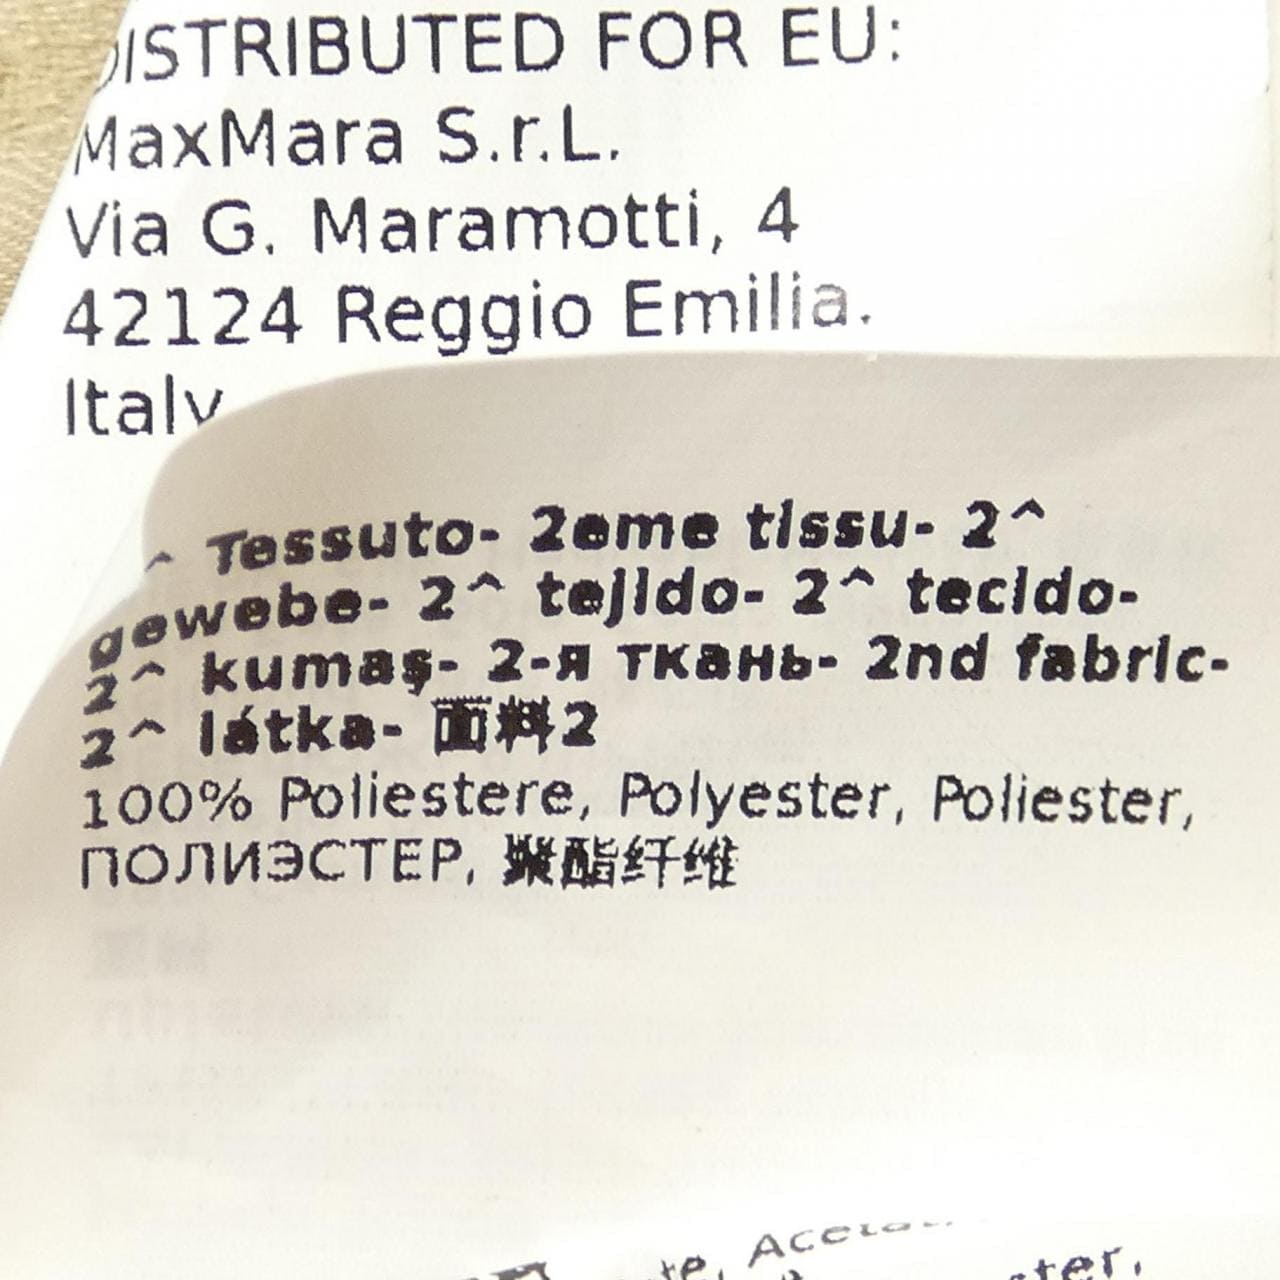 DISTRIBUTED FOR EU:
MaxMara S.r.L.
Via G. Maramotti, 4
42124 Reggio Emilia.
Italy
^ Tessuto- 2eme tissu- 2^
gewebe- 2^ tejido- 2^ tecido-
2^ kumaş- 2-я ткань- 2nd fabric-
2^ látka- 面料2
100% Poliestere, Polyester, Poliester,
ПОЛИЭСТЕР, 聚酯纤维